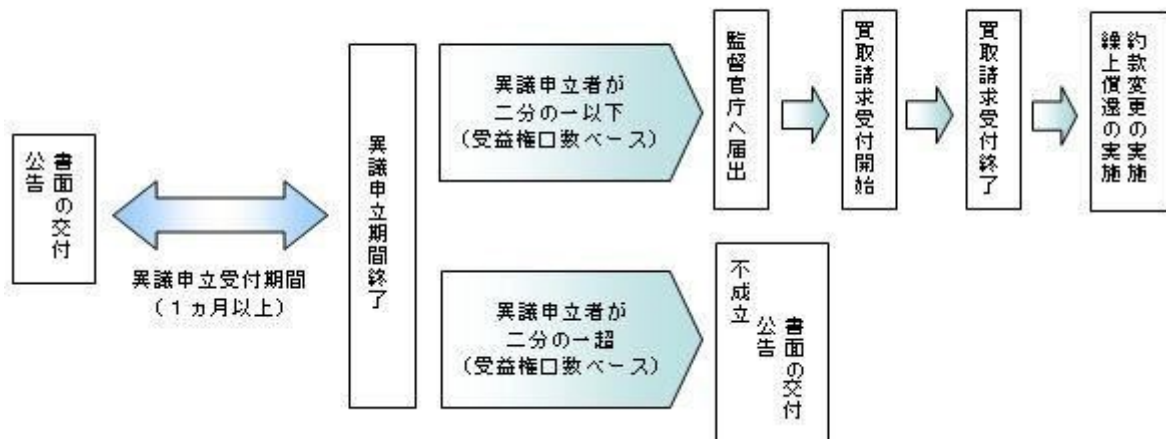 書面の交付
公告
異議申立受付期間
（１ヵ月以上）
異議申立期間終了
異議申立者が
二分の一以下
（受益権口数ベース）
監督官庁へ届出
買取請求受付開始
買取請求受付終了
約款変更の実施
繰上償還の実施
異議申立者が
二分の一超
（受益権口数ベース）
不成立
書面の交付
公告